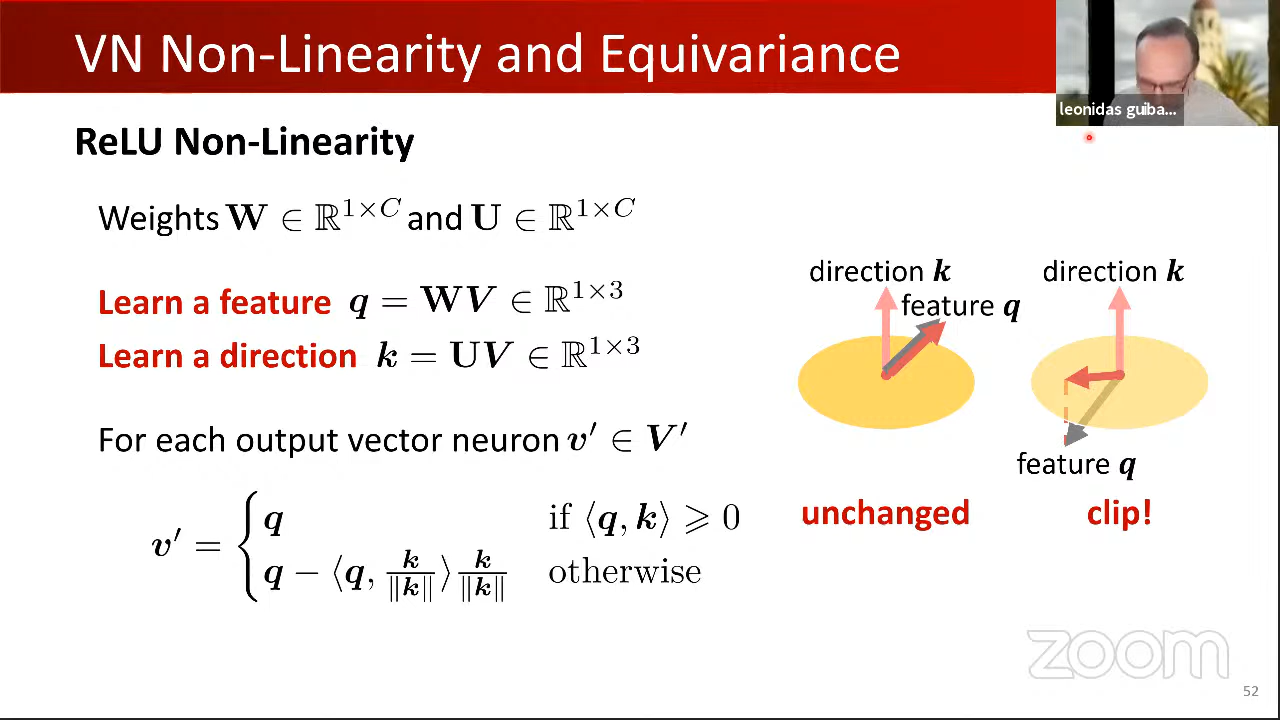 VN Non-Linearity and Equivariance
leonidas guiba...
ReLU Non-Linearity
Weights W ∈ ℝ^{1×C} and U ∈ ℝ^{1×C}
Learn a feature q = WV ∈ ℝ^{1×3}
Learn a direction k = UV ∈ ℝ^{1×3}
For each output vector neuron v′ ∈ V′
v′ = { q if ⟨q, k⟩ ⩾ 0
q − ⟨q, k/‖k‖⟩ k/‖k‖ otherwise
direction k
feature q
unchanged
direction k
feature q
clip!
zoom
52